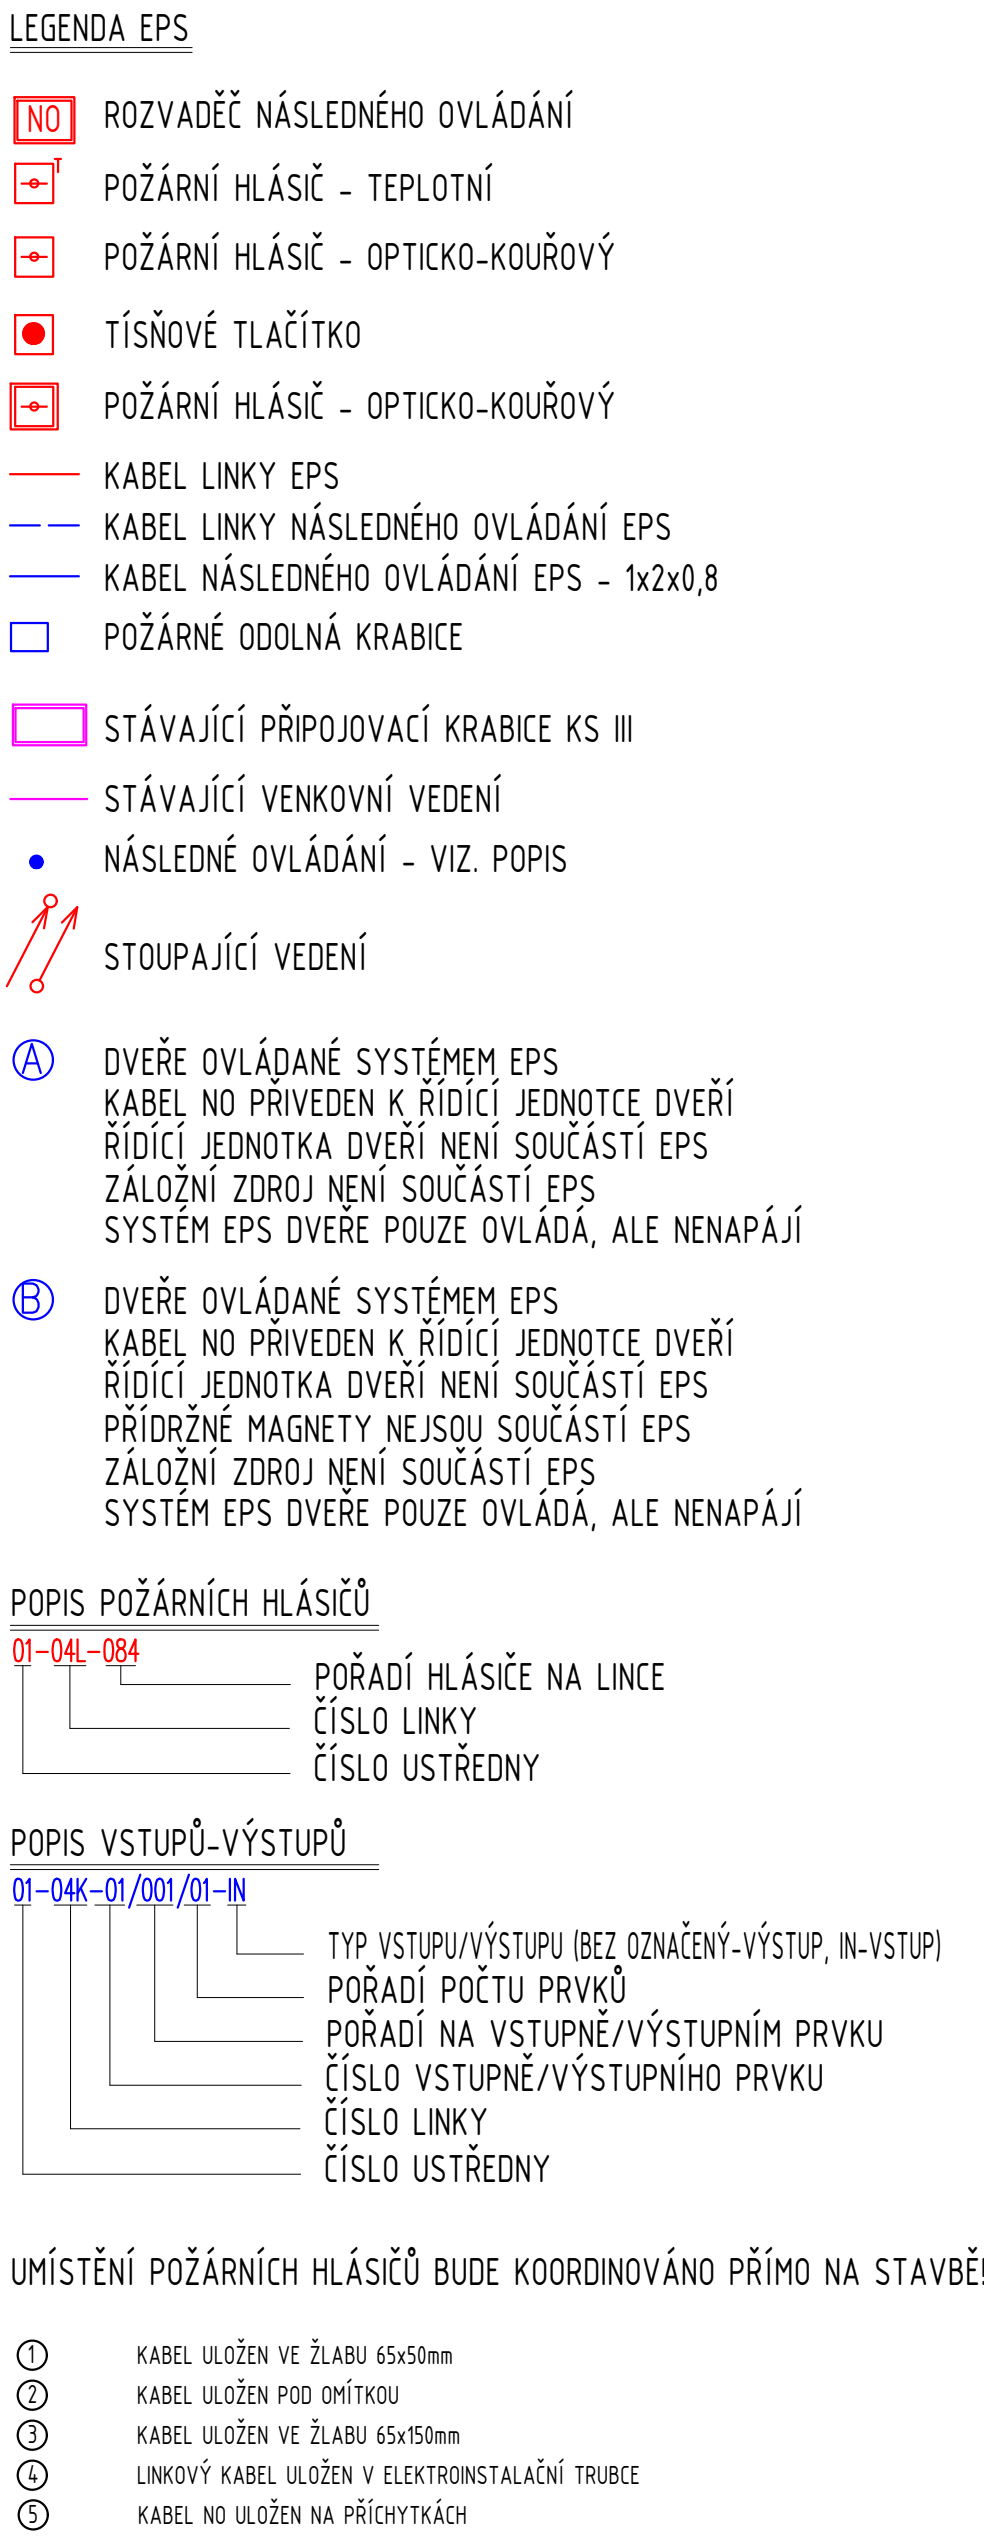 LEGENDA EPS
NO ROZVADĚČ NÁSLEDNÉHO OVLÁDÁNÍ
T POŽÁRNÍ HLÁSIČ - TEPLOTNÍ
POŽÁRNÍ HLÁSIČ - OPTICKO-KOUŘOVÝ
TÍSŇOVÉ TLAČÍTKO
POŽÁRNÍ HLÁSIČ - OPTICKO-KOUŘOVÝ
KABEL LINKY EPS
KABEL LINKY NÁSLEDNÉHO OVLÁDÁNÍ EPS
KABEL NÁSLEDNÉHO OVLÁDÁNÍ EPS - 1x2x0,8
POŽÁRNÉ ODOLNÁ KRABICE
STÁVAJÍCÍ PŘIPOJOVACÍ KRABICE KS III
STÁVAJÍCÍ VENKOVNÍ VEDENÍ
NÁSLEDNÉ OVLÁDÁNÍ - VIZ. POPIS
STOUPAJÍCÍ VEDENÍ
A DVEŘE OVLÁDANÉ SYSTÉMEM EPS
KABEL NO PŘIVEDEN K ŘÍDÍCÍ JEDNOTCE DVEŘÍ
ŘÍDÍCÍ JEDNOTKA DVEŘÍ NENÍ SOUČÁSTÍ EPS
ZÁLOŽNÍ ZDROJ NENÍ SOUČÁSTÍ EPS
SYSTÉM EPS DVEŘE POUZE OVLÁDÁ, ALE NENAPÁJÍ
B DVEŘE OVLÁDANÉ SYSTÉMEM EPS
KABEL NO PŘIVEDEN K ŘÍDÍCÍ JEDNOTCE DVEŘÍ
ŘÍDÍCÍ JEDNOTKA DVEŘÍ NENÍ SOUČÁSTÍ EPS
PŘÍDRŽNÉ MAGNETY NEJSOU SOUČÁSTÍ EPS
ZÁLOŽNÍ ZDROJ NENÍ SOUČÁSTÍ EPS
SYSTÉM EPS DVEŘE POUZE OVLÁDÁ, ALE NENAPÁJÍ
POPIS POŽÁRNÍCH HLÁSIČŮ
01-04L-084
POŘADÍ HLÁSIČE NA LINCE
ČÍSLO LINKY
ČÍSLO USTŘEDNY
POPIS VSTUPŮ-VÝSTUPŮ
01-04K-01/001/01-IN
TYP VSTUPU/VÝSTUPU (BEZ OZNAČENÝ-VÝSTUP, IN-VSTUP)
POŘADÍ POČTU PRVKŮ
POŘADÍ NA VSTUPNĚ/VÝSTUPNÍM PRVKU
ČÍSLO VSTUPNĚ/VÝSTUPNÍHO PRVKU
ČÍSLO LINKY
ČÍSLO USTŘEDNY
UMÍSTĚNÍ POŽÁRNÍCH HLÁSIČŮ BUDE KOORDINOVÁNO PŘÍMO NA STAVBĚ!
1 KABEL ULOŽEN VE ŽLABU 65x50mm
2 KABEL ULOŽEN POD OMÍTKOU
3 KABEL ULOŽEN VE ŽLABU 65x150mm
4 LINKOVÝ KABEL ULOŽEN V ELEKTROINSTALAČNÍ TRUBCE
5 KABEL NO ULOŽEN NA PŘÍCHYTKÁCH